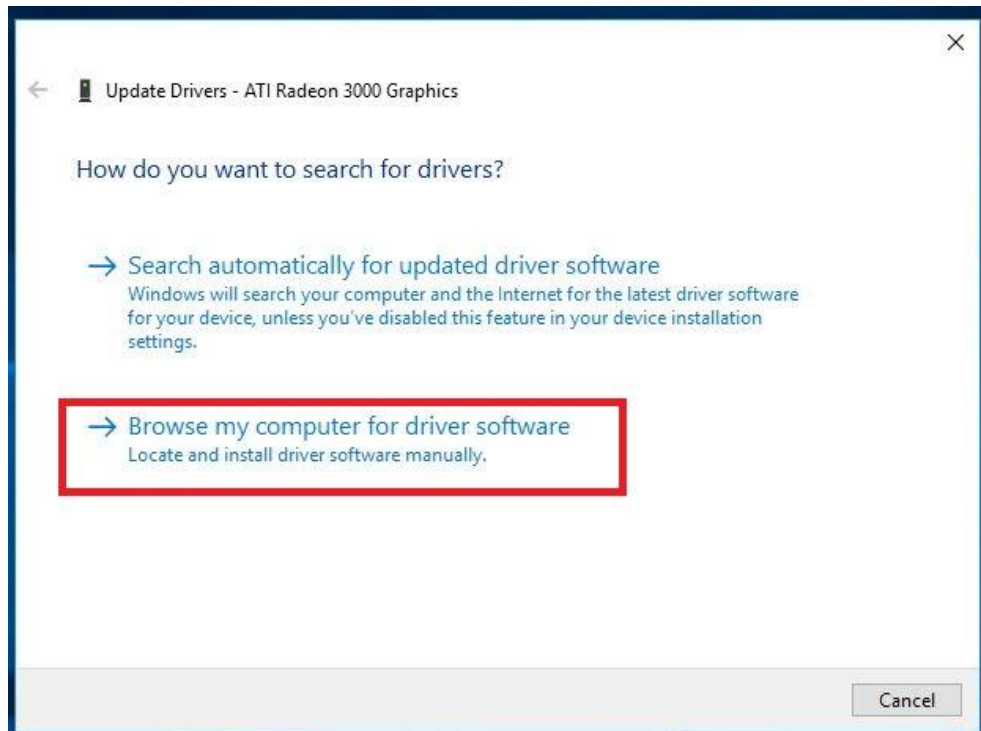 Update Drivers - ATI Radeon 3000 Graphics
How do you want to search for drivers?
Search automatically for updated driver software
Windows will search your computer and the Internet for the latest driver software
for your device, unless you've disabled this feature in your device installation
settings.
Browse my computer for driver software
Locate and install driver software manually.
Cancel